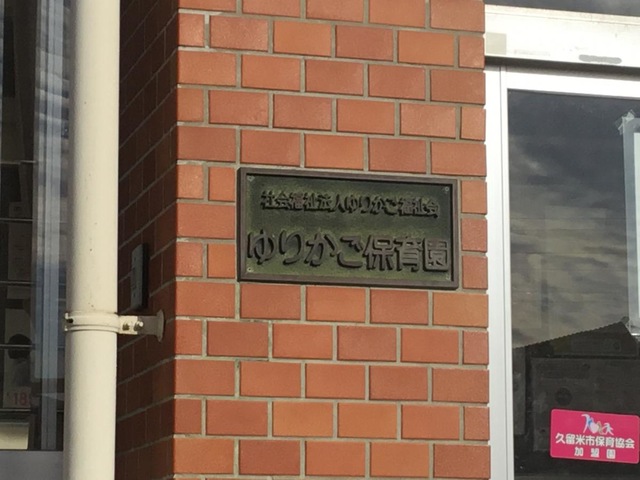 社会福祉法人ゆりかご福祉会
ゆりかご保育園
久留米市保育協会
加盟園